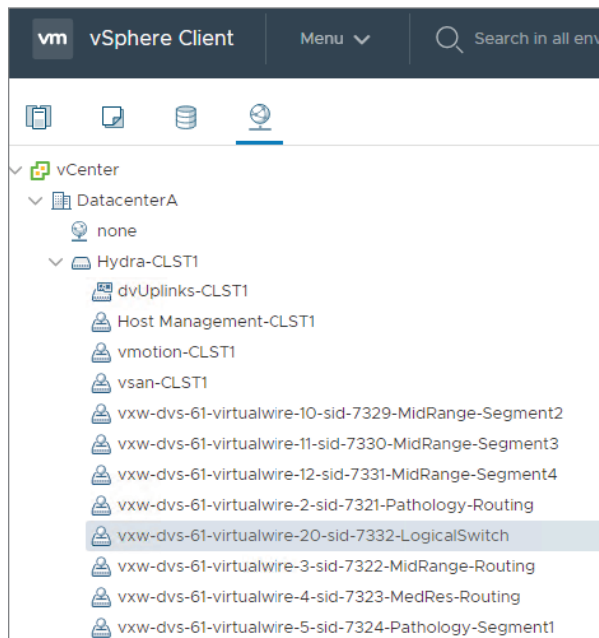 vm vSphere Client Menu Search in all env
vCenter
DatacenterA
none
Hydra-CLST1
dvUplinks-CLST1
Host Management-CLST1
vmotion-CLST1
vsan-CLST1
vxw-dvs-61-virtualwire-10-sid-7329-MidRange-Segment2
vxw-dvs-61-virtualwire-11-sid-7330-MidRange-Segment3
vxw-dvs-61-virtualwire-12-sid-7331-MidRange-Segment4
vxw-dvs-61-virtualwire-2-sid-7321-Pathology-Routing
vxw-dvs-61-virtualwire-20-sid-7332-LogicalSwitch
vxw-dvs-61-virtualwire-3-sid-7322-MidRange-Routing
vxw-dvs-61-virtualwire-4-sid-7323-MedRes-Routing
vxw-dvs-61-virtualwire-5-sid-7324-Pathology-Segment1